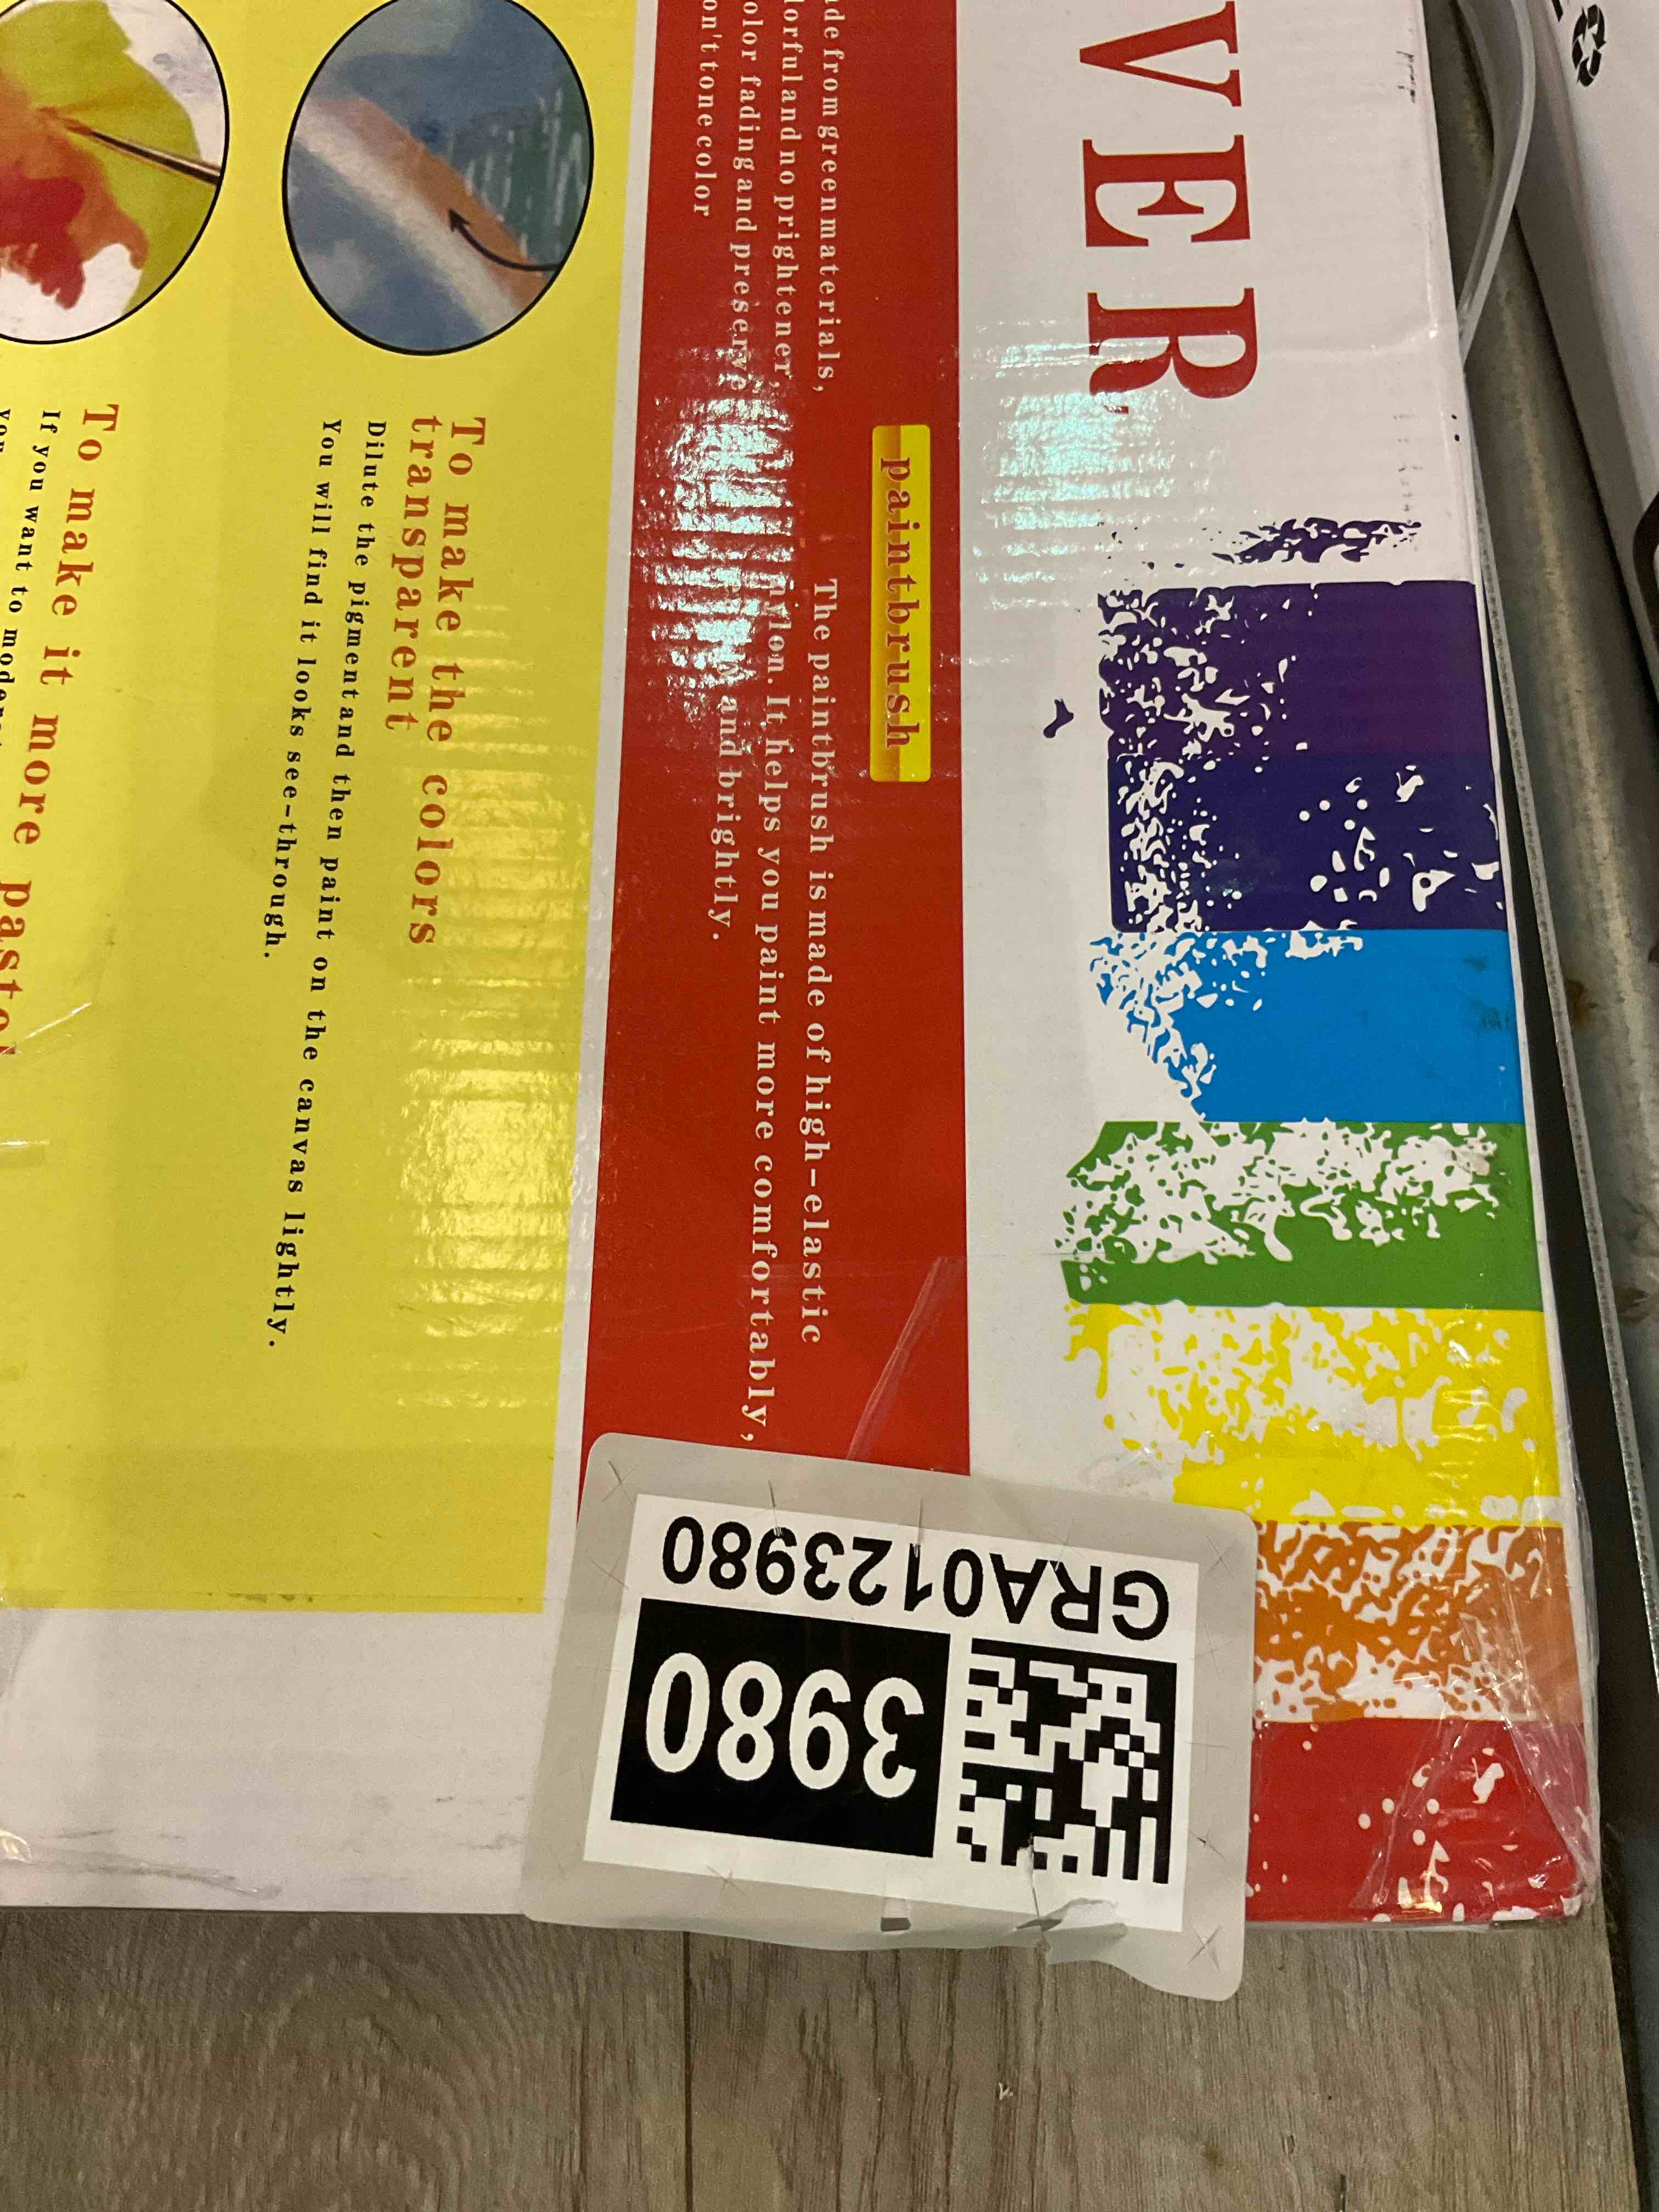 VER
ade from green materials,
lorful and no prightener,
olor fading and preserve
on't tone color
paintbrush
The paintbrush is made of high-elastic
nylon. It helps you paint more comfortably,
and brightly.
To make the colors
transparent
Dilute the pigment and then paint on the canvas lightly.
You will find it looks see-through.
To make it more pastel
If you want to
GRA0123980
3980